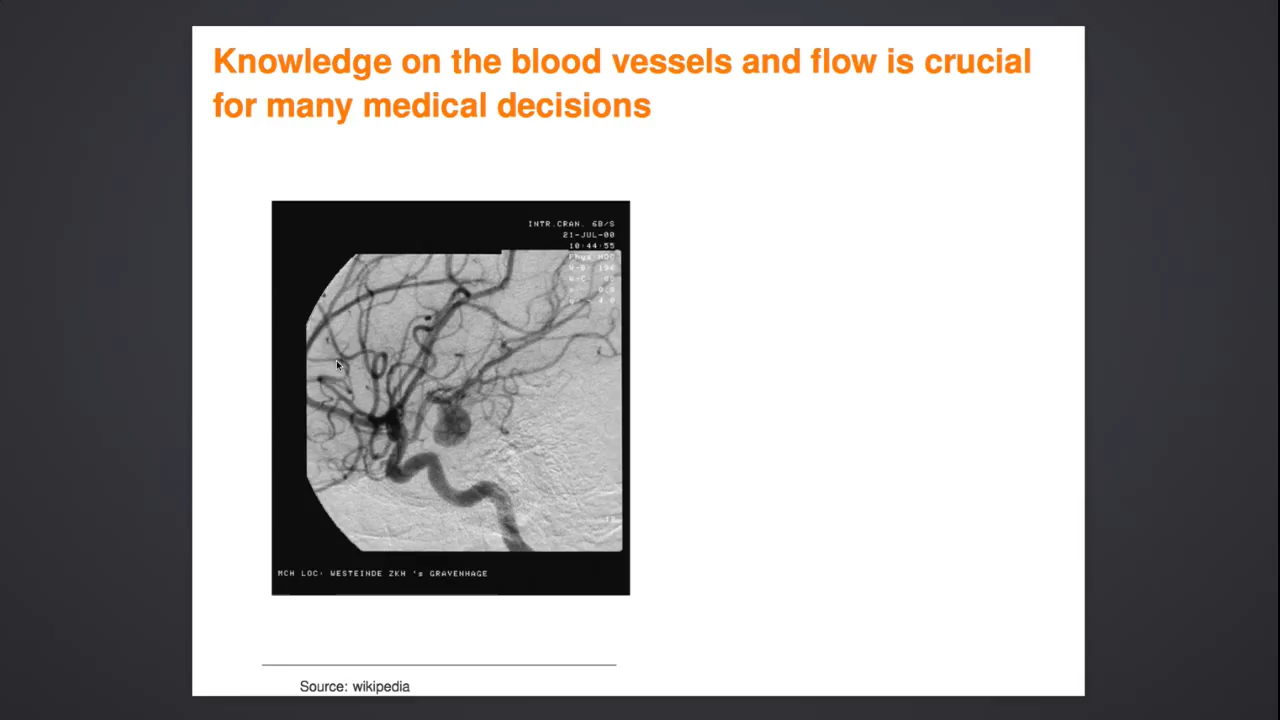 Knowledge on the blood vessels and flow is crucial
for many medical decisions
INTR.CRAN. 6B/S
21-JUL-00
10:44:55
MCH LOC: WESTEINDE ZKH 's GRAVENHAGE
Source: wikipedia